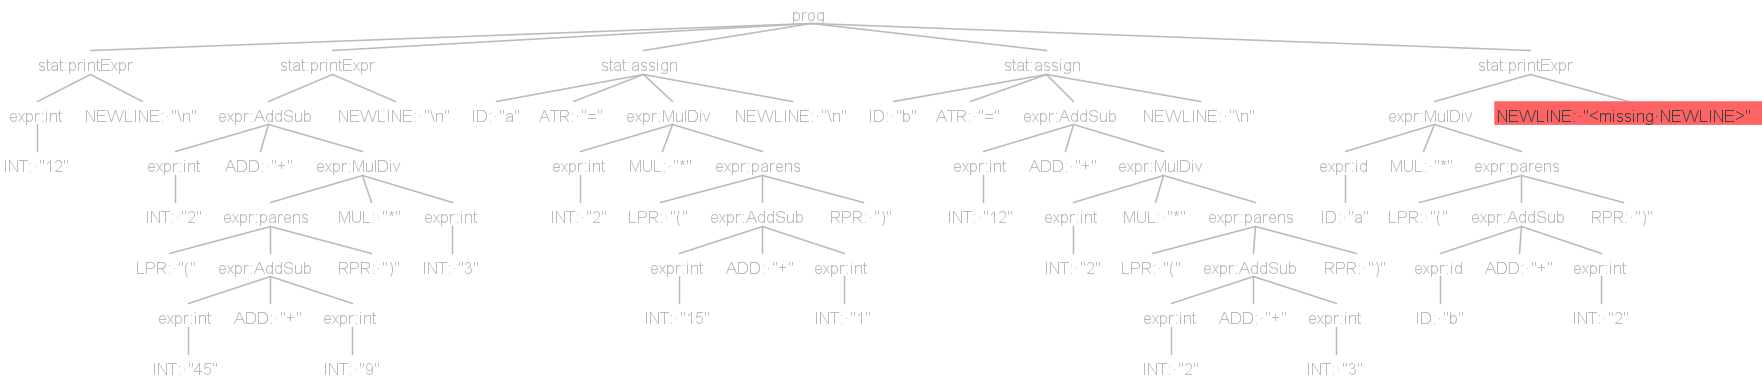 prog
stat:printExpr stat:printExpr stat:assign stat:assign stat:printExpr
expr:int NEWLINE:·"\n" expr:AddSub NEWLINE:·"\n" ID:·"a" ATR:·"=" expr:MulDiv NEWLINE:·"\n" ID:·"b" ATR:·"=" expr:AddSub NEWLINE:·"\n" expr:MulDiv NEWLINE:·"<missing·NEWLINE>"
INT:·"12" expr:int ADD:·"+" expr:MulDiv expr:int MUL:·"*" expr:parens expr:int ADD:·"+" expr:MulDiv expr:id MUL:·"*" expr:parens
INT:·"2" expr:parens MUL:·"*" expr:int INT:·"2" LPR:·"(" expr:AddSub RPR:·")" INT:·"12" expr:int MUL:·"*" expr:parens ID:·"a" LPR:·"(" expr:AddSub RPR:·")"
LPR:·"(" expr:AddSub RPR:·")" INT:·"3" expr:int ADD:·"+" expr:int INT:·"2" LPR:·"(" expr:AddSub RPR:·")" expr:id ADD:·"+" expr:int
expr:int ADD:·"+" expr:int INT:·"15" INT:·"1" expr:int ADD:·"+" expr:int ID:·"b" INT:·"2"
INT:·"45" INT:·"9" INT:·"2" INT:·"3"